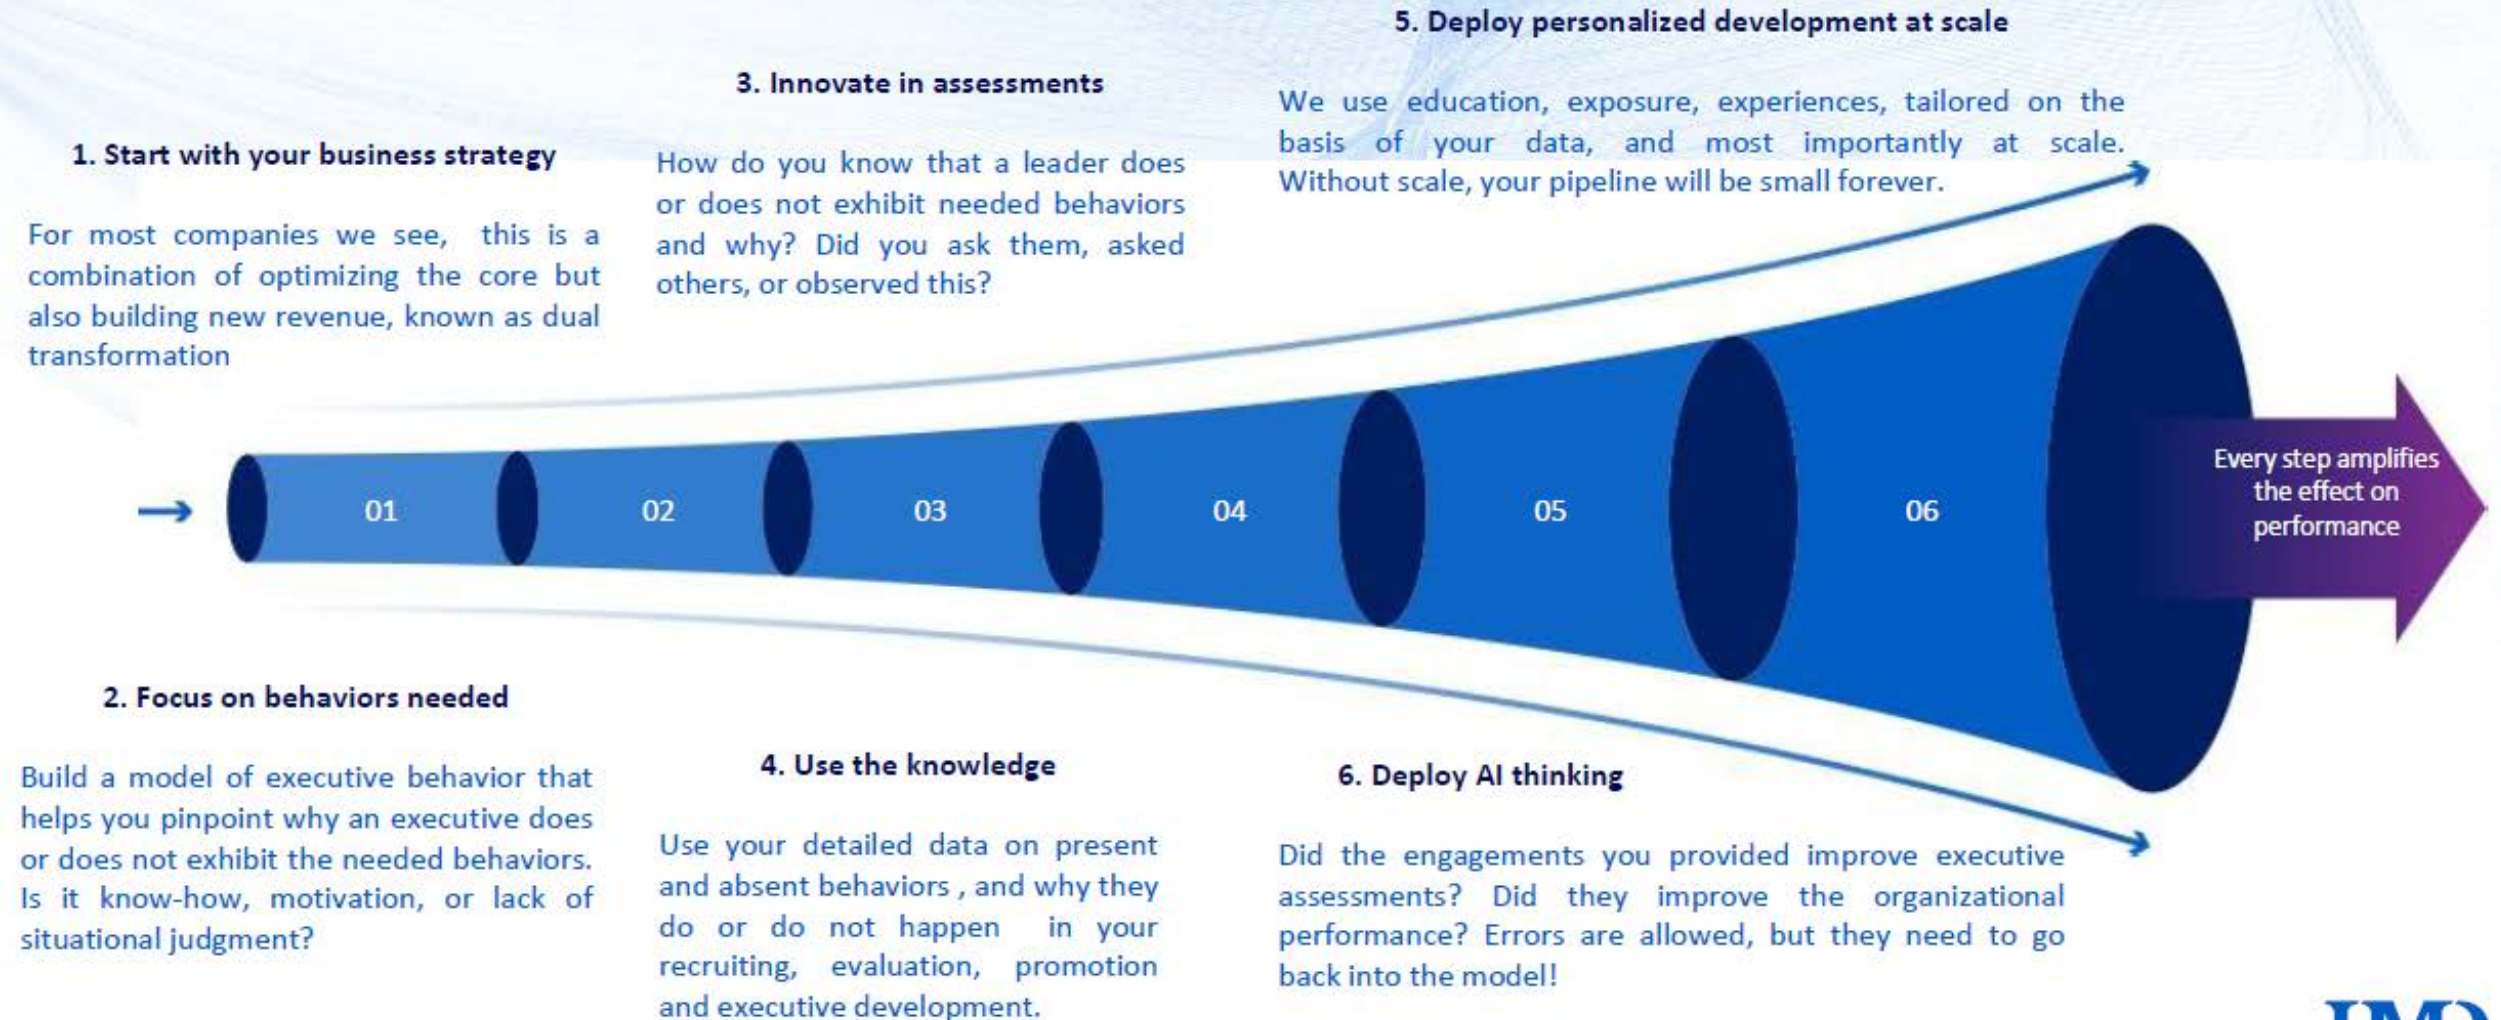 1. Start with your business strategy
For most companies we see, this is a
combination of optimizing the core but
also building new revenue, known as dual
transformation
3. Innovate in assessments
How do you know that a leader does
or does not exhibit needed behaviors
and why? Did you ask them, asked
others, or observed this?
5. Deploy personalized development at scale
We use education, exposure, experiences, tailored on the
basis of your data, and most importantly at scale.
Without scale, your pipeline will be small forever.
01
02
03
04
05
06
Every step amplifies
the effect on
performance
2. Focus on behaviors needed
Build a model of executive behavior that
helps you pinpoint why an executive does
or does not exhibit the needed behaviors.
Is it know-how, motivation, or lack of
situational judgment?
4. Use the knowledge
Use your detailed data on present
and absent behaviors , and why they
do or do not happen in your
recruiting, evaluation, promotion
and executive development.
6. Deploy AI thinking
Did the engagements you provided improve executive
assessments? Did they improve the organizational
performance? Errors are allowed, but they need to go
back into the model!